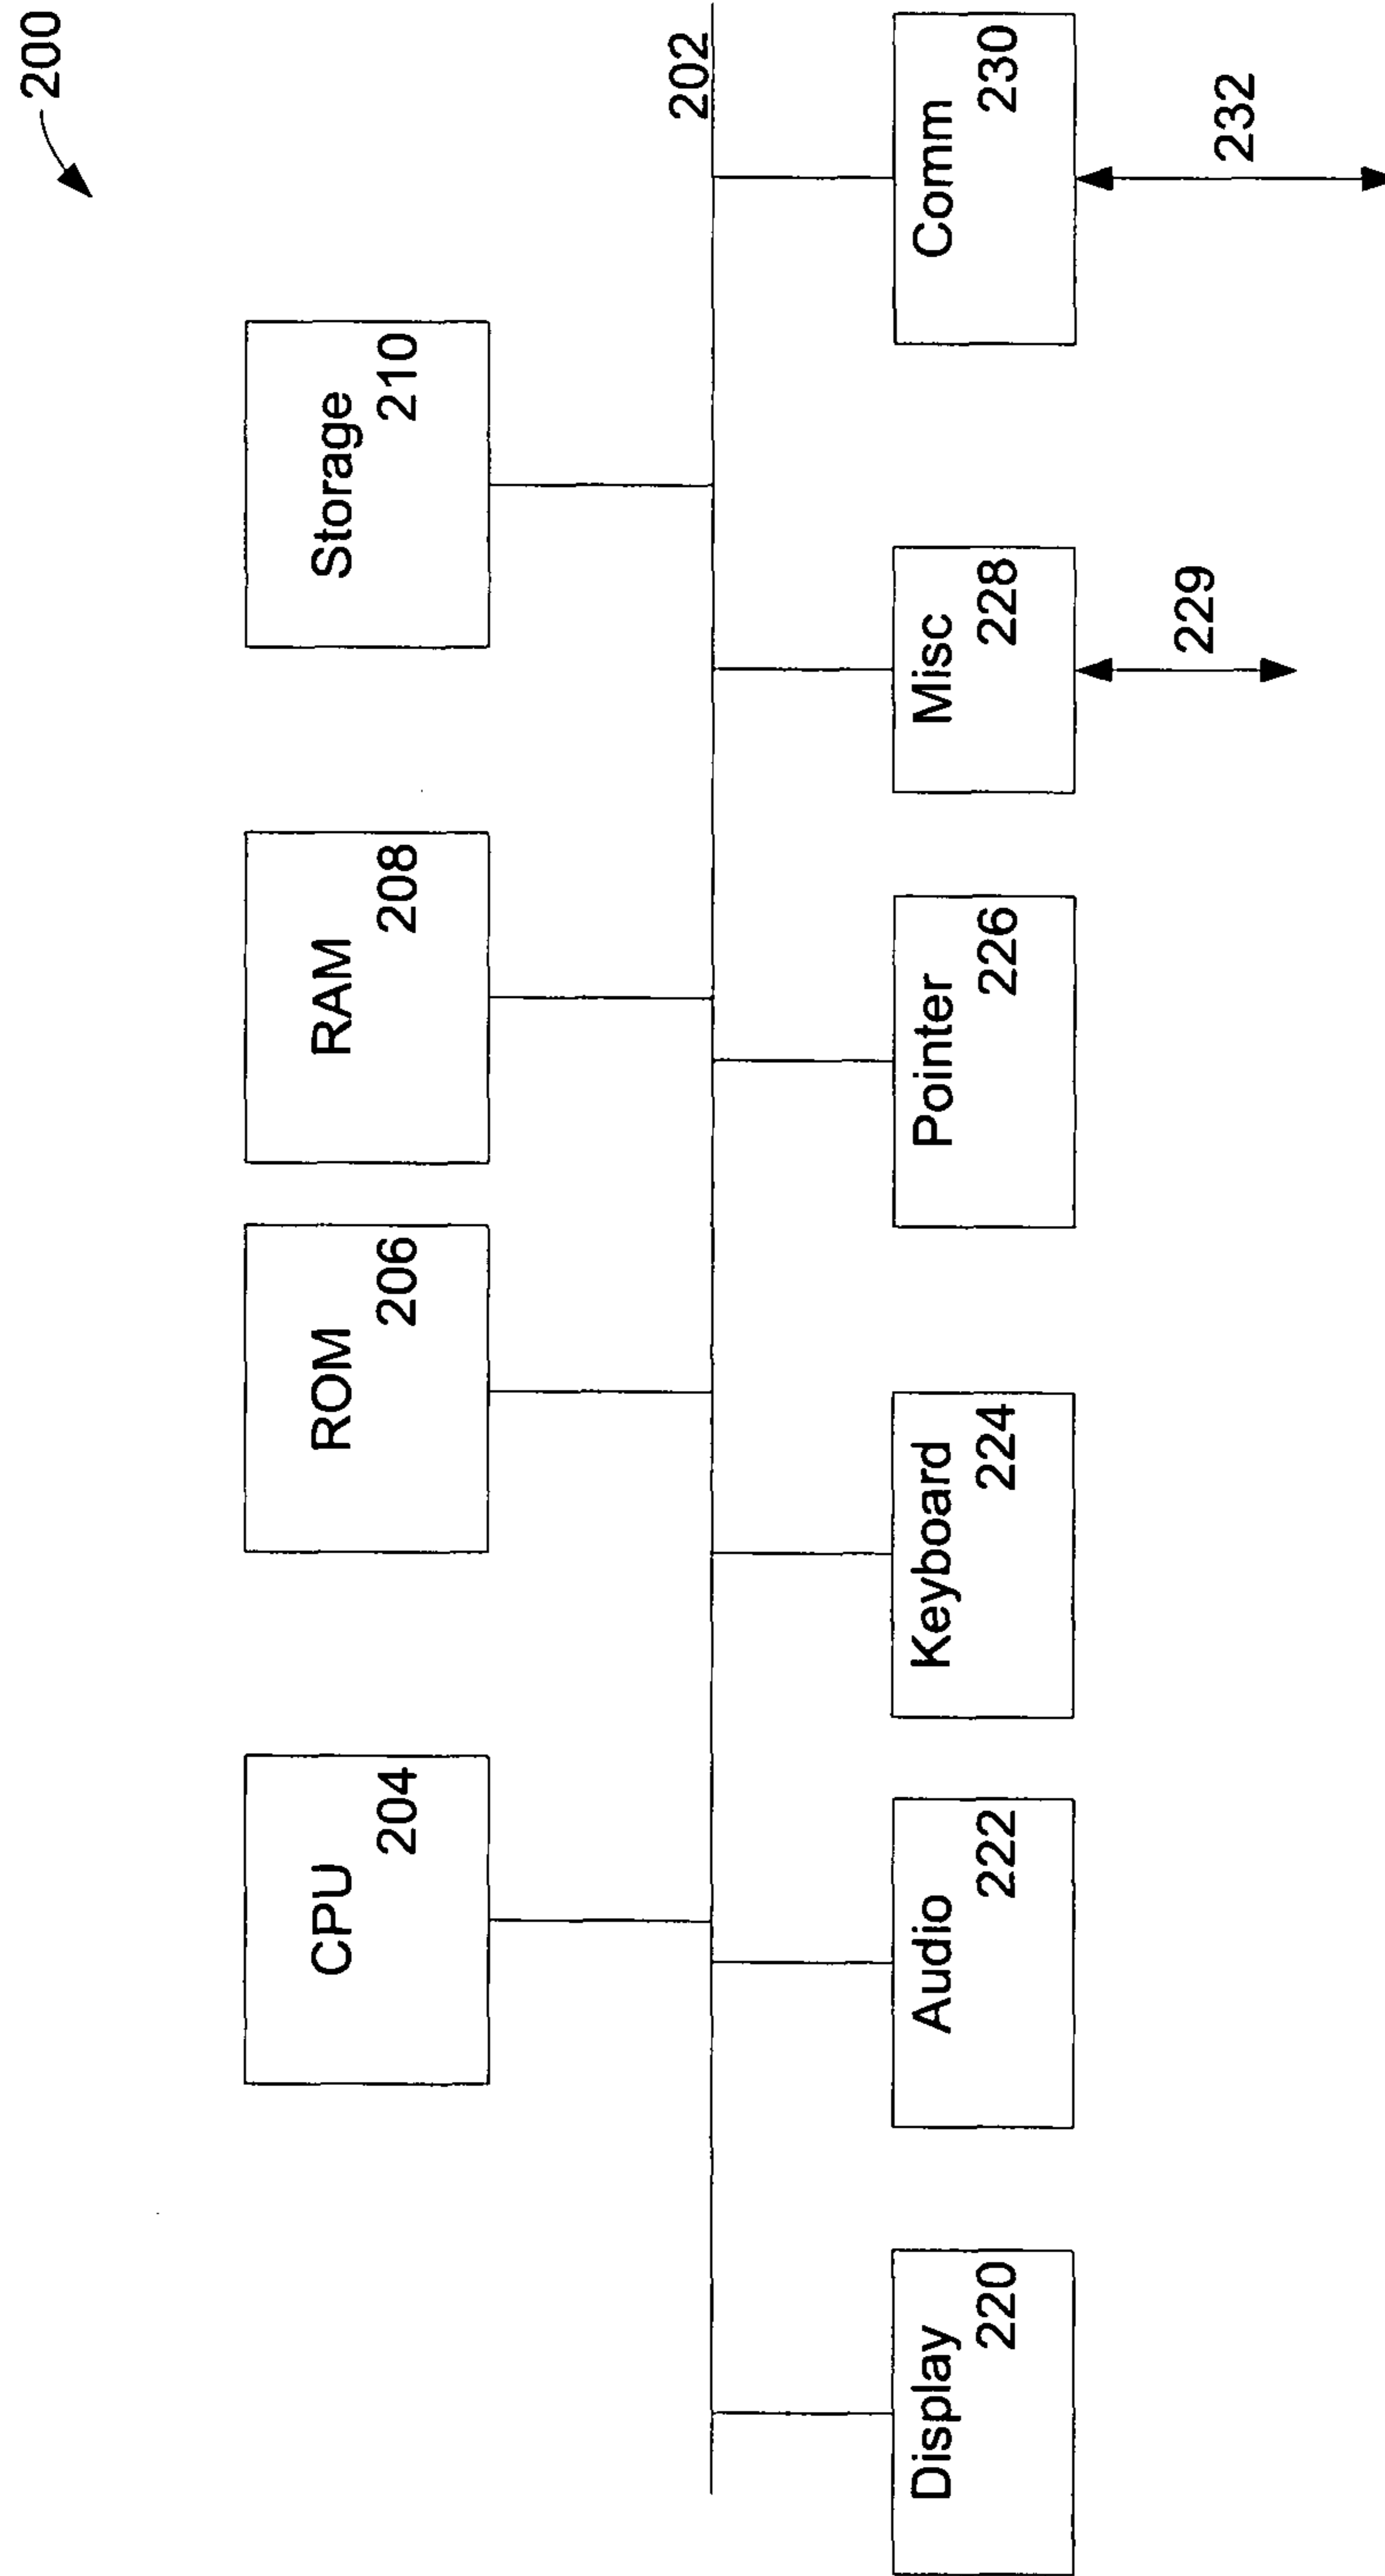 200
CPU
204
ROM
206
RAM
208
Storage
210
202
Display
220
Audio
222
Keyboard
224
Pointer
226
Misc
228
Comm
230
229
232